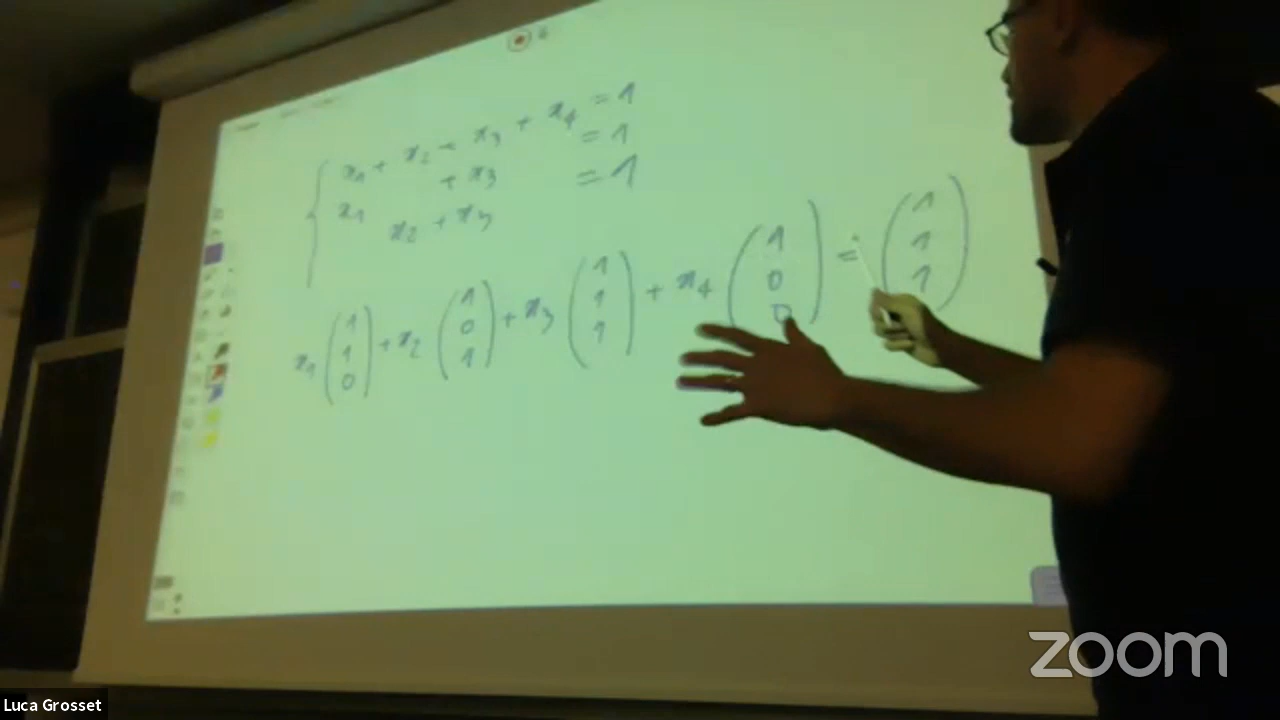 x₁ + x₂ + x₃ + x₄ = 1
x₁ + x₃ = 1
x₂ + x₃ = 1
x₁ (1 1 0) + x₂ (1 0 1) + x₃ (1 1 1) + x₄ (1 0 0) = (1 1 1)
zoom
Luca Grosset